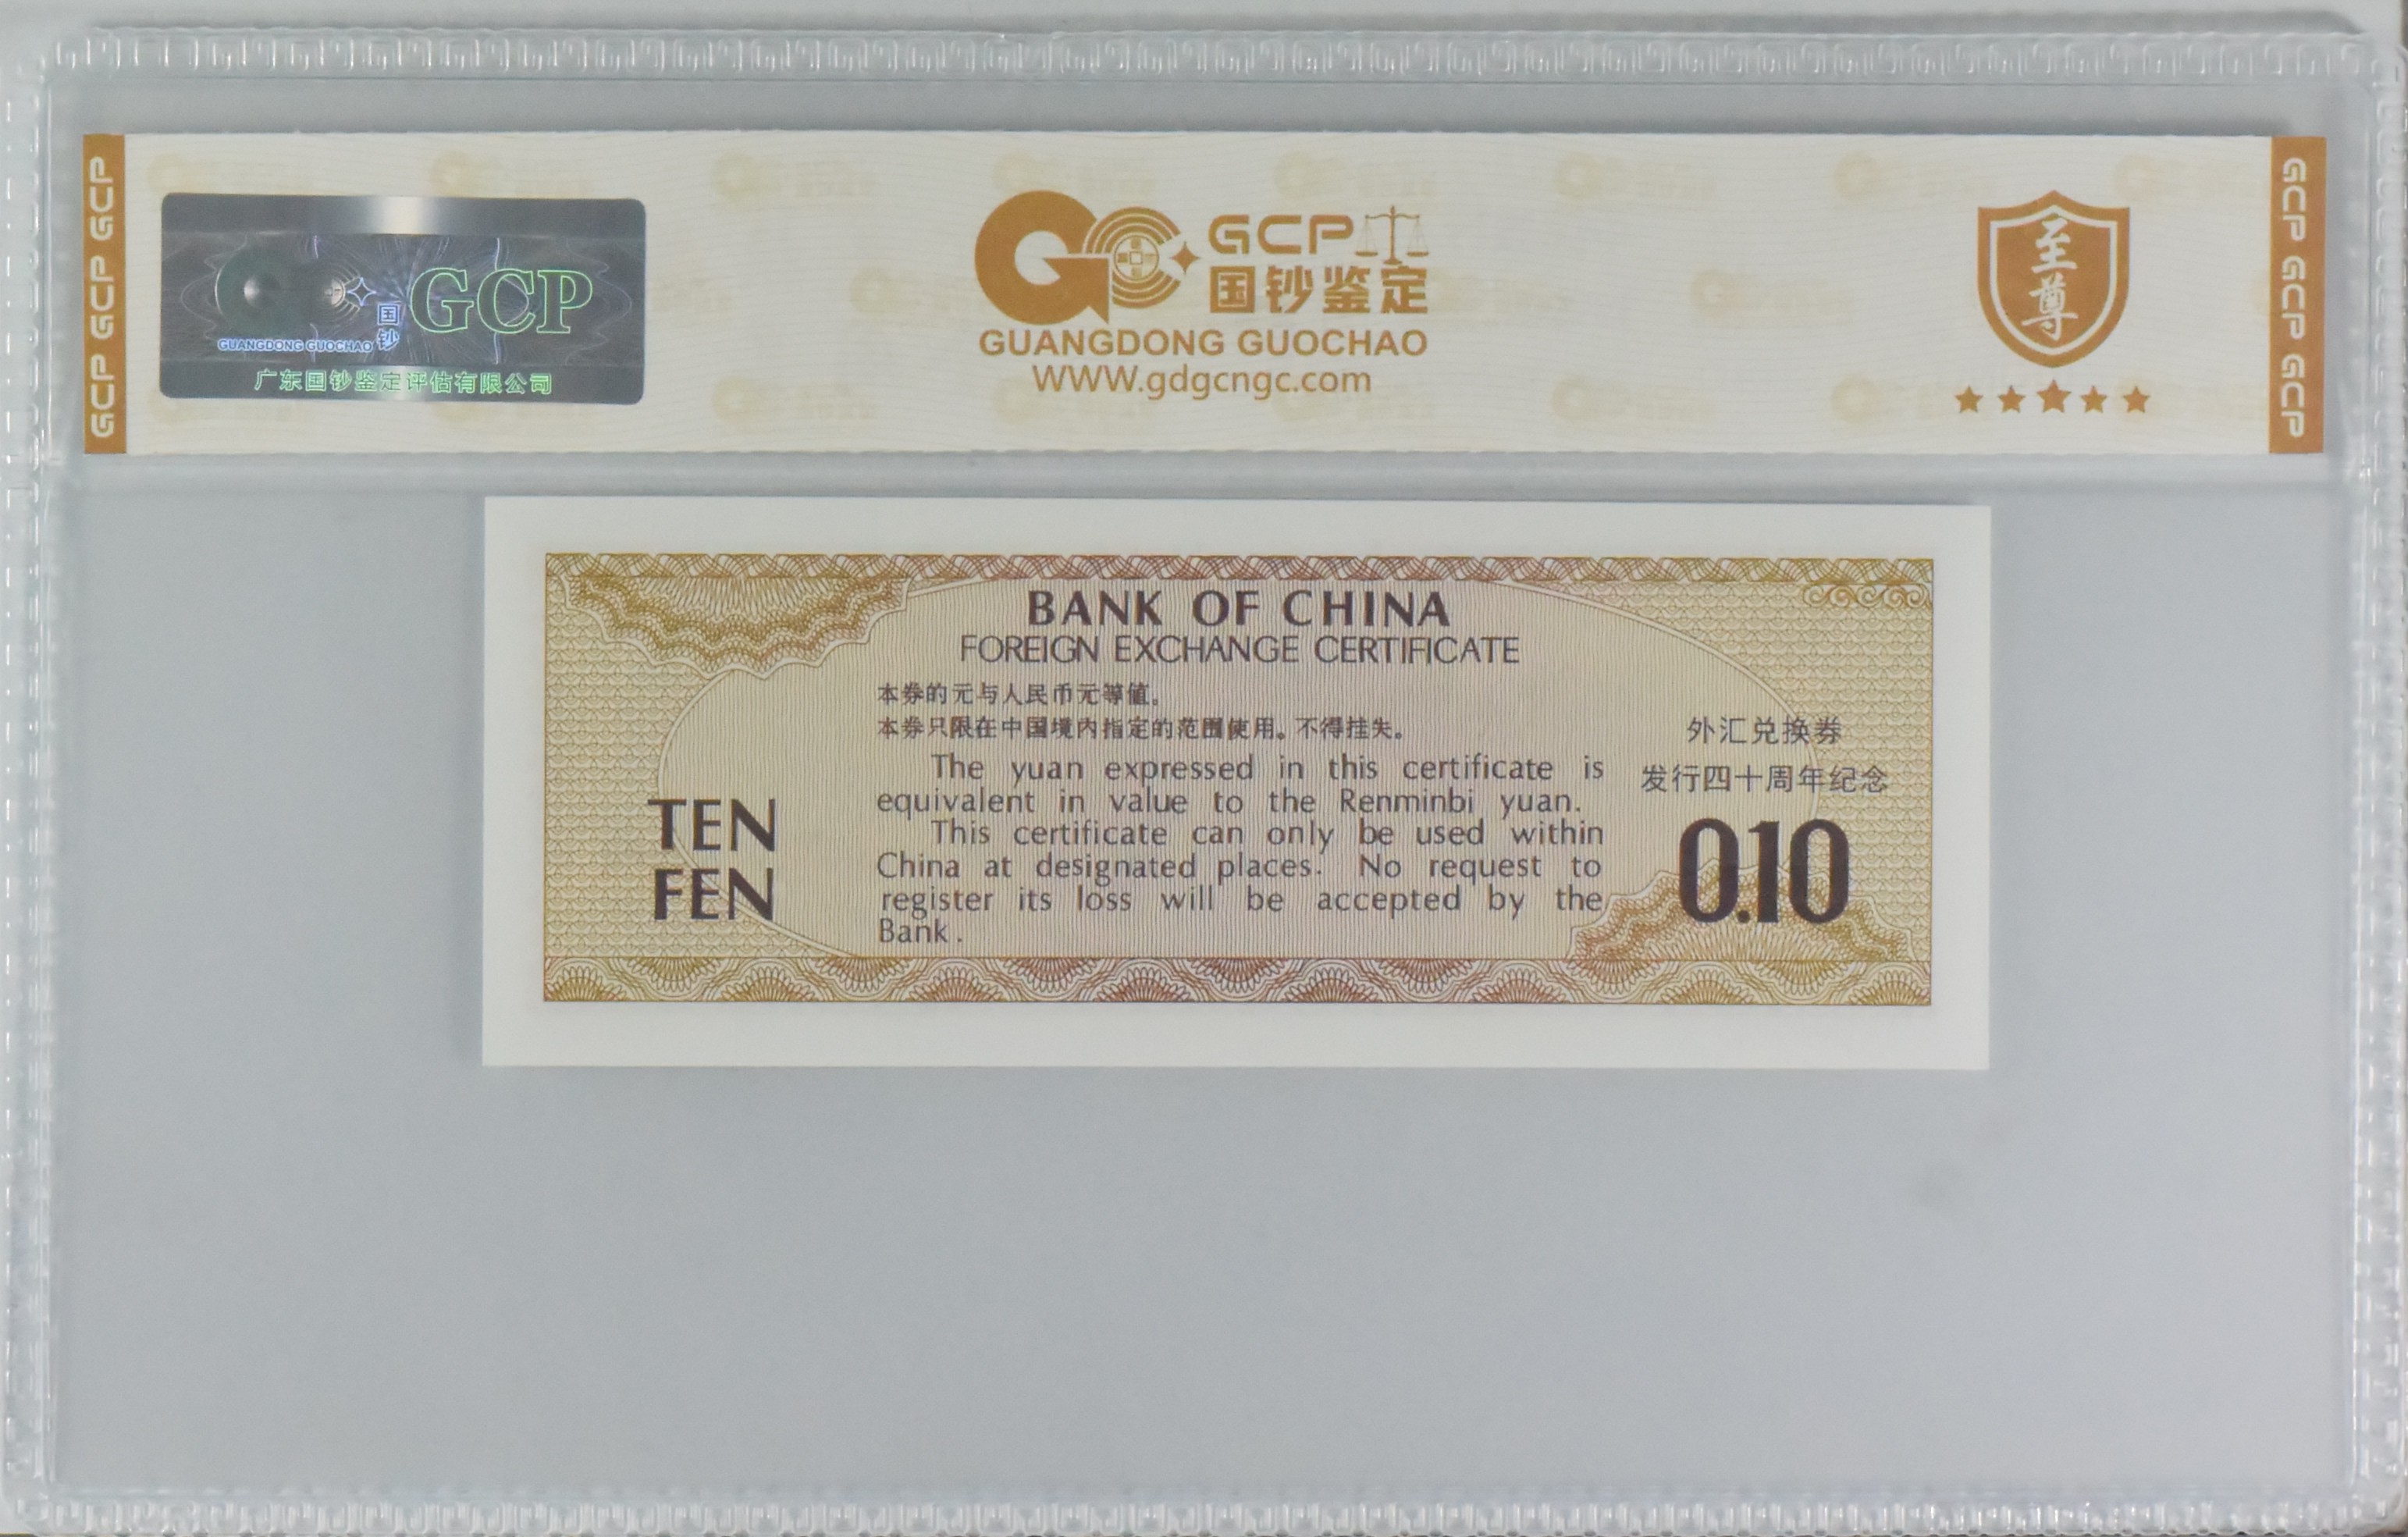 GCP GCP GCP
GCP
国
钞
GUANGDONG GUOCHAO
广东国钞鉴定评估有限公司
GCP
国钞鉴定
GUANGDONG GUOCHAO
WWW.gdgcngc.com
至
尊
GCP GCP GCP
BANK OF CHINA
FOREIGN EXCHANGE CERTIFICATE
本券的元与人民币元等值。
本券只限在中国境内指定的范围使用。不得挂失。
The yuan expressed in this certificate is
equivalent in value to the Renminbi yuan.
This certificate can only be used within
China at designated places. No request to
register its loss will be accepted by the
Bank.
TEN
FEN
外汇兑换券
发行四十周年纪念
0.10